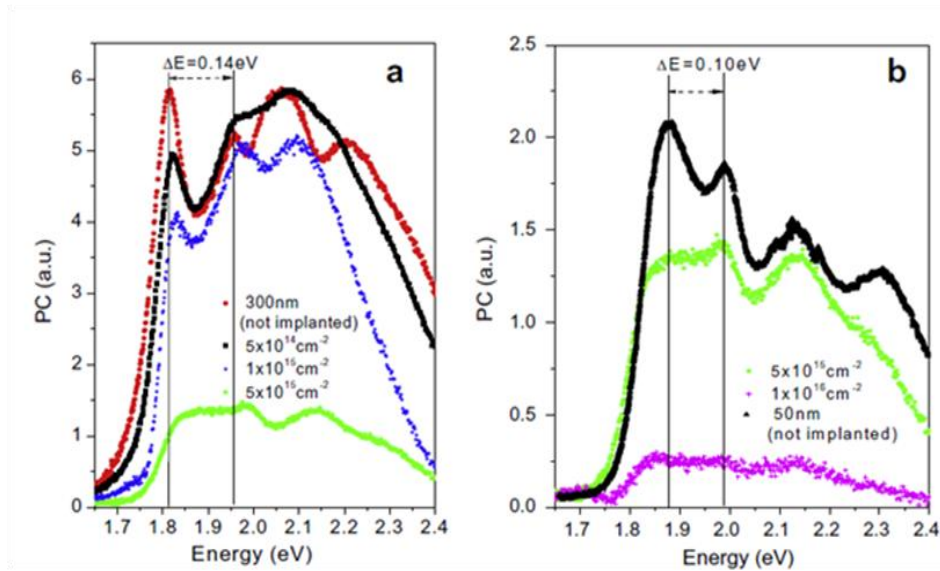 ΔE=0.14eV
a
6
5
4
3
2
1
0
PC (a.u.)
300nm
(not implanted)
5x10¹⁴cm⁻²
1x10¹⁵cm⁻²
5x10¹⁵cm⁻²
1.7 1.8 1.9 2.0 2.1 2.2 2.3 2.4
Energy (eV)
ΔE=0.10eV
b
2.5
2.0
1.5
1.0
0.5
0.0
PC (a.u.)
5x10¹⁵cm⁻²
1x10¹⁶cm⁻²
50nm
(not implanted)
1.7 1.8 1.9 2.0 2.1 2.2 2.3 2.4
Energy (eV)